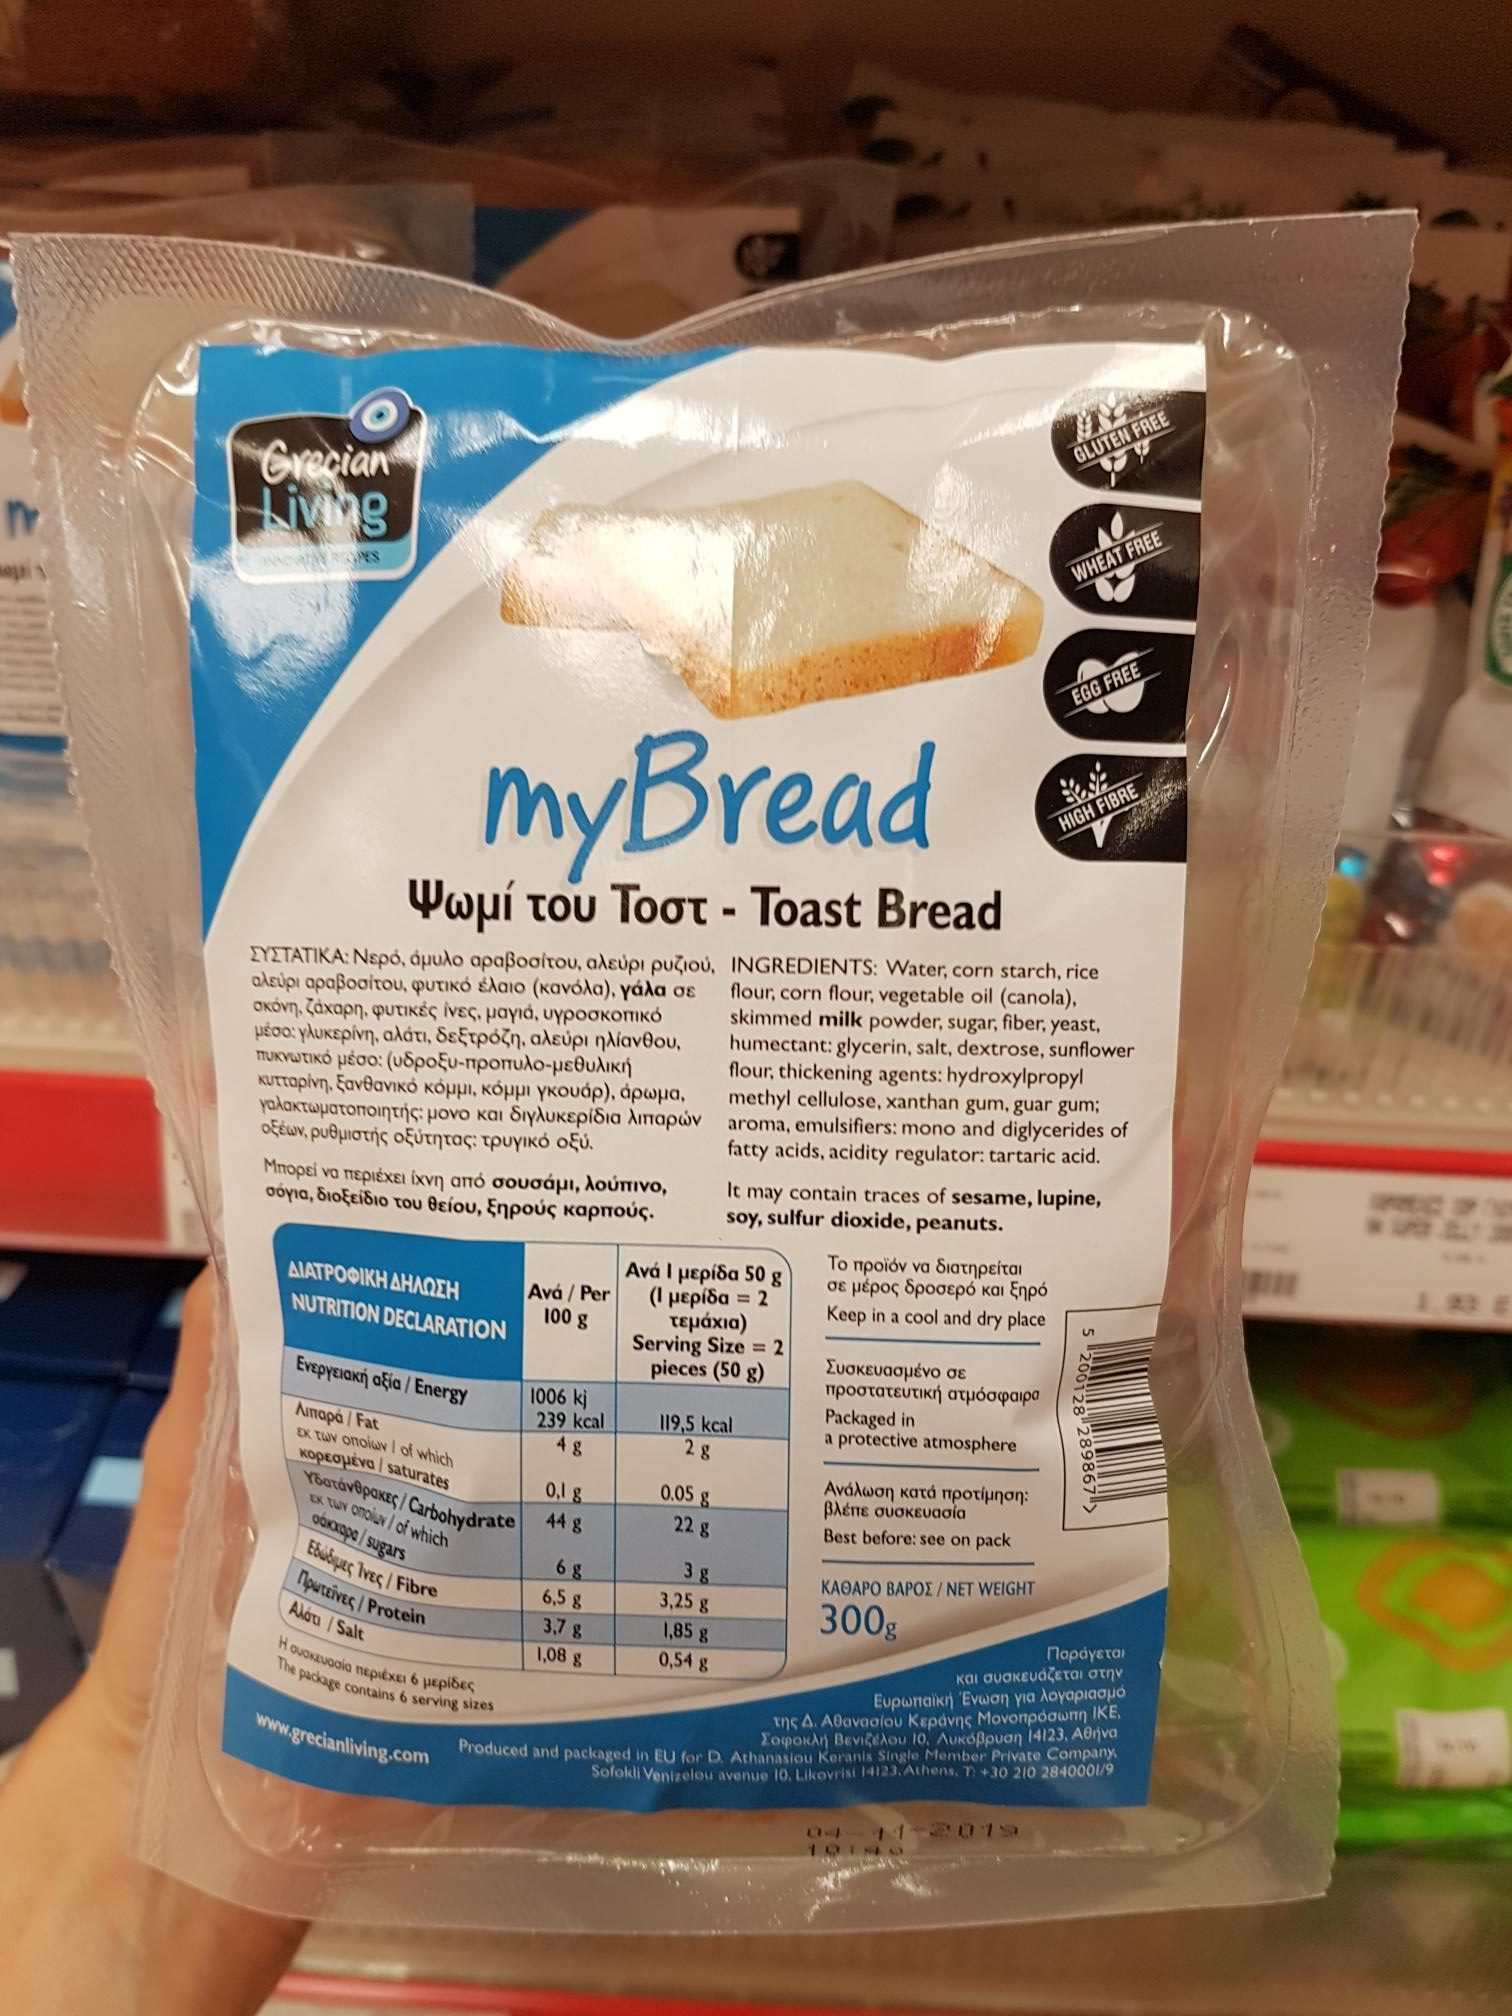 Grecian
Living
GLUTEN FREE
WHEAT FREE
EGG FREE
HIGH FIBRE
myBread
Ψωμί του Τοστ - Toast Bread
ΣΥΣΤΑΤΙΚΑ: Νερό, άμυλο αραβοσίτου, αλεύρι ρυζιού,
αλεύρι αραβοσίτου, φυτικό έλαιο (κανόλα), γάλα σε
σκόνη, ζάχαρη, φυτικές ίνες, μαγιά, υγροσκοπικό
μέσο: γλυκερίνη, αλάτι, δεξτρόζη, αλεύρι ηλίανθου,
πυκνωτικό μέσο: (υδροξυ-προπυλο-μεθυλική
κυτταρίνη, ξανθανικό κόμμι, κόμμι γκουάρ), άρωμα,
γαλακτωματοποιητής: μονο και διγλυκερίδια λιπαρών
οξέων, ρυθμιστής οξύτητας: τρυγικό οξύ.
Μπορεί να περιέχει ίχνη από σουσάμι, λούπινο,
σόγια, διοξείδιο του θείου, ξηρούς καρπούς.
INGREDIENTS: Water, corn starch, rice
flour, corn flour, vegetable oil (canola),
skimmed milk powder, sugar, fiber, yeast,
humectant: glycerin, salt, dextrose, sunflower
flour, thickening agents: hydroxylpropyl
methyl cellulose, xanthan gum, guar gum;
aroma, emulsifiers: mono and diglycerides of
fatty acids, acidity regulator: tartaric acid.
It may contain traces of sesame, lupine,
soy, sulfur dioxide, peanuts.
ΔΙΑΤΡΟΦΙΚΗ ΔΗΛΩΣΗ
NUTRITION DECLARATION
Ανά / Per
100 g
Ανά 1 μερίδα 50 g
(1 μερίδα = 2
τεμάχια)
Serving Size = 2
pieces (50 g)
Ενεργειακή αξία / Energy
1006 kj
239 kcal
119,5 kcal
Λιπαρά / Fat
4 g
2 g
εκ των οποίων / of which
κορεσμένα / saturates
0,1 g
0.05 g
Υδατάνθρακες / Carbohydrate
44 g
22 g
εκ των οποίων / of which
σάκχαρα / sugars
6 g
3 g
Εδώδιμες Ίνες / Fibre
6,5 g
3,25 g
Πρωτεΐνες / Protein
3,7 g
1,85 g
Αλάτι / Salt
1,08 g
0,54 g
Η συσκευασία περιέχει 6 μερίδες
The package contains 6 serving sizes
Το προϊόν να διατηρείται
σε μέρος δροσερό και ξηρό
Keep in a cool and dry place
Συσκευασμένο σε
προστατευτική ατμόσφαιρα
Packaged in
a protective atmosphere
Ανάλωση κατά προτίμηση:
βλέπε συσκευασία
Best before: see on pack
ΚΑΘΑΡΟ ΒΑΡΟΣ / NET WEIGHT
300g
5 200128 289867 >
Παράγεται
και συσκευάζεται στην
Ευρωπαϊκή Ένωση για λογαριασμό
της Δ. Αθανασίου Κεράνης Μονοπρόσωπη ΙΚΕ,
Σοφοκλή Βενιζέλου 10, Λυκόβρυση 14123, Αθήνα
www.grecianliving.com
Produced and packaged in EU for D. Athanasiou Keranis Single Member Private Company,
Sofokli Venizelou avenue 10, Likovrisi 14123, Athens, T: +30 210 2840001/9
04-11-2019